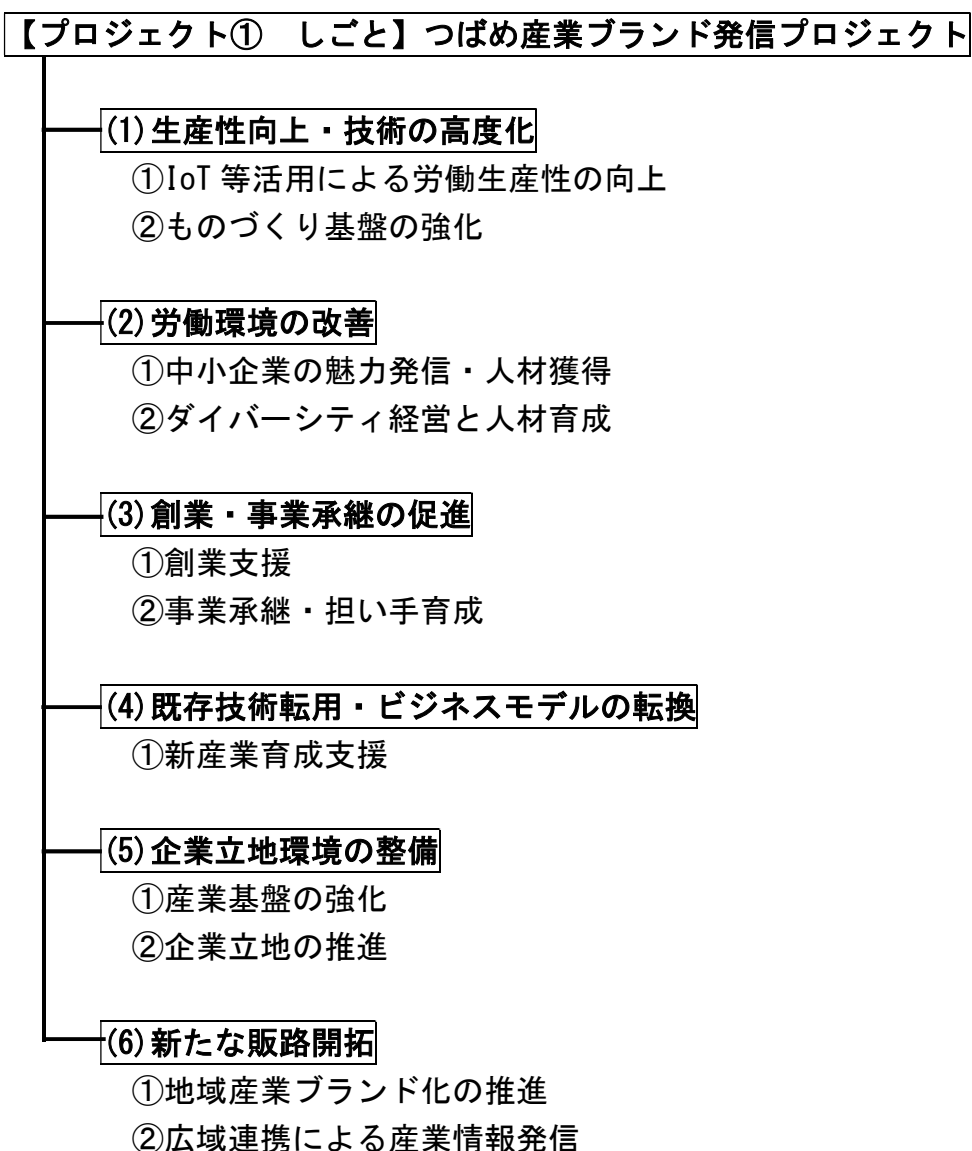 【プロジェクト①　しごと】つばめ産業ブランド発信プロジェクト
(1)生産性向上・技術の高度化
①IoT 等活用による労働生産性の向上
②ものづくり基盤の強化
(2)労働環境の改善
①中小企業の魅力発信・人材獲得
②ダイバーシティ経営と人材育成
(3)創業・事業承継の促進
①創業支援
②事業承継・担い手育成
(4)既存技術転用・ビジネスモデルの転換
①新産業育成支援
(5)企業立地環境の整備
①産業基盤の強化
②企業立地の推進
(6)新たな販路開拓
①地域産業ブランド化の推進
②広域連携による産業情報発信